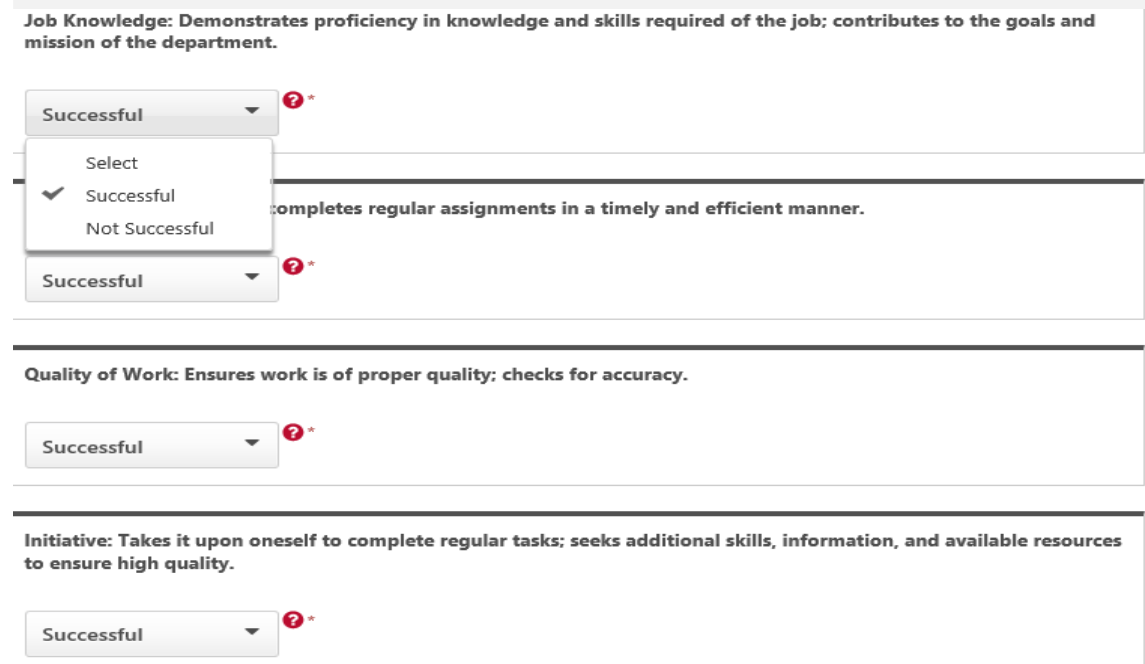 Job Knowledge: Demonstrates proficiency in knowledge and skills required of the job; contributes to the goals and
mission of the department.
Successful ? *
Select
Successful
Not Successful
completes regular assignments in a timely and efficient manner.
Successful ? *
Quality of Work: Ensures work is of proper quality; checks for accuracy.
Successful ? *
Initiative: Takes it upon oneself to complete regular tasks; seeks additional skills, information, and available resources
to ensure high quality.
Successful ? *